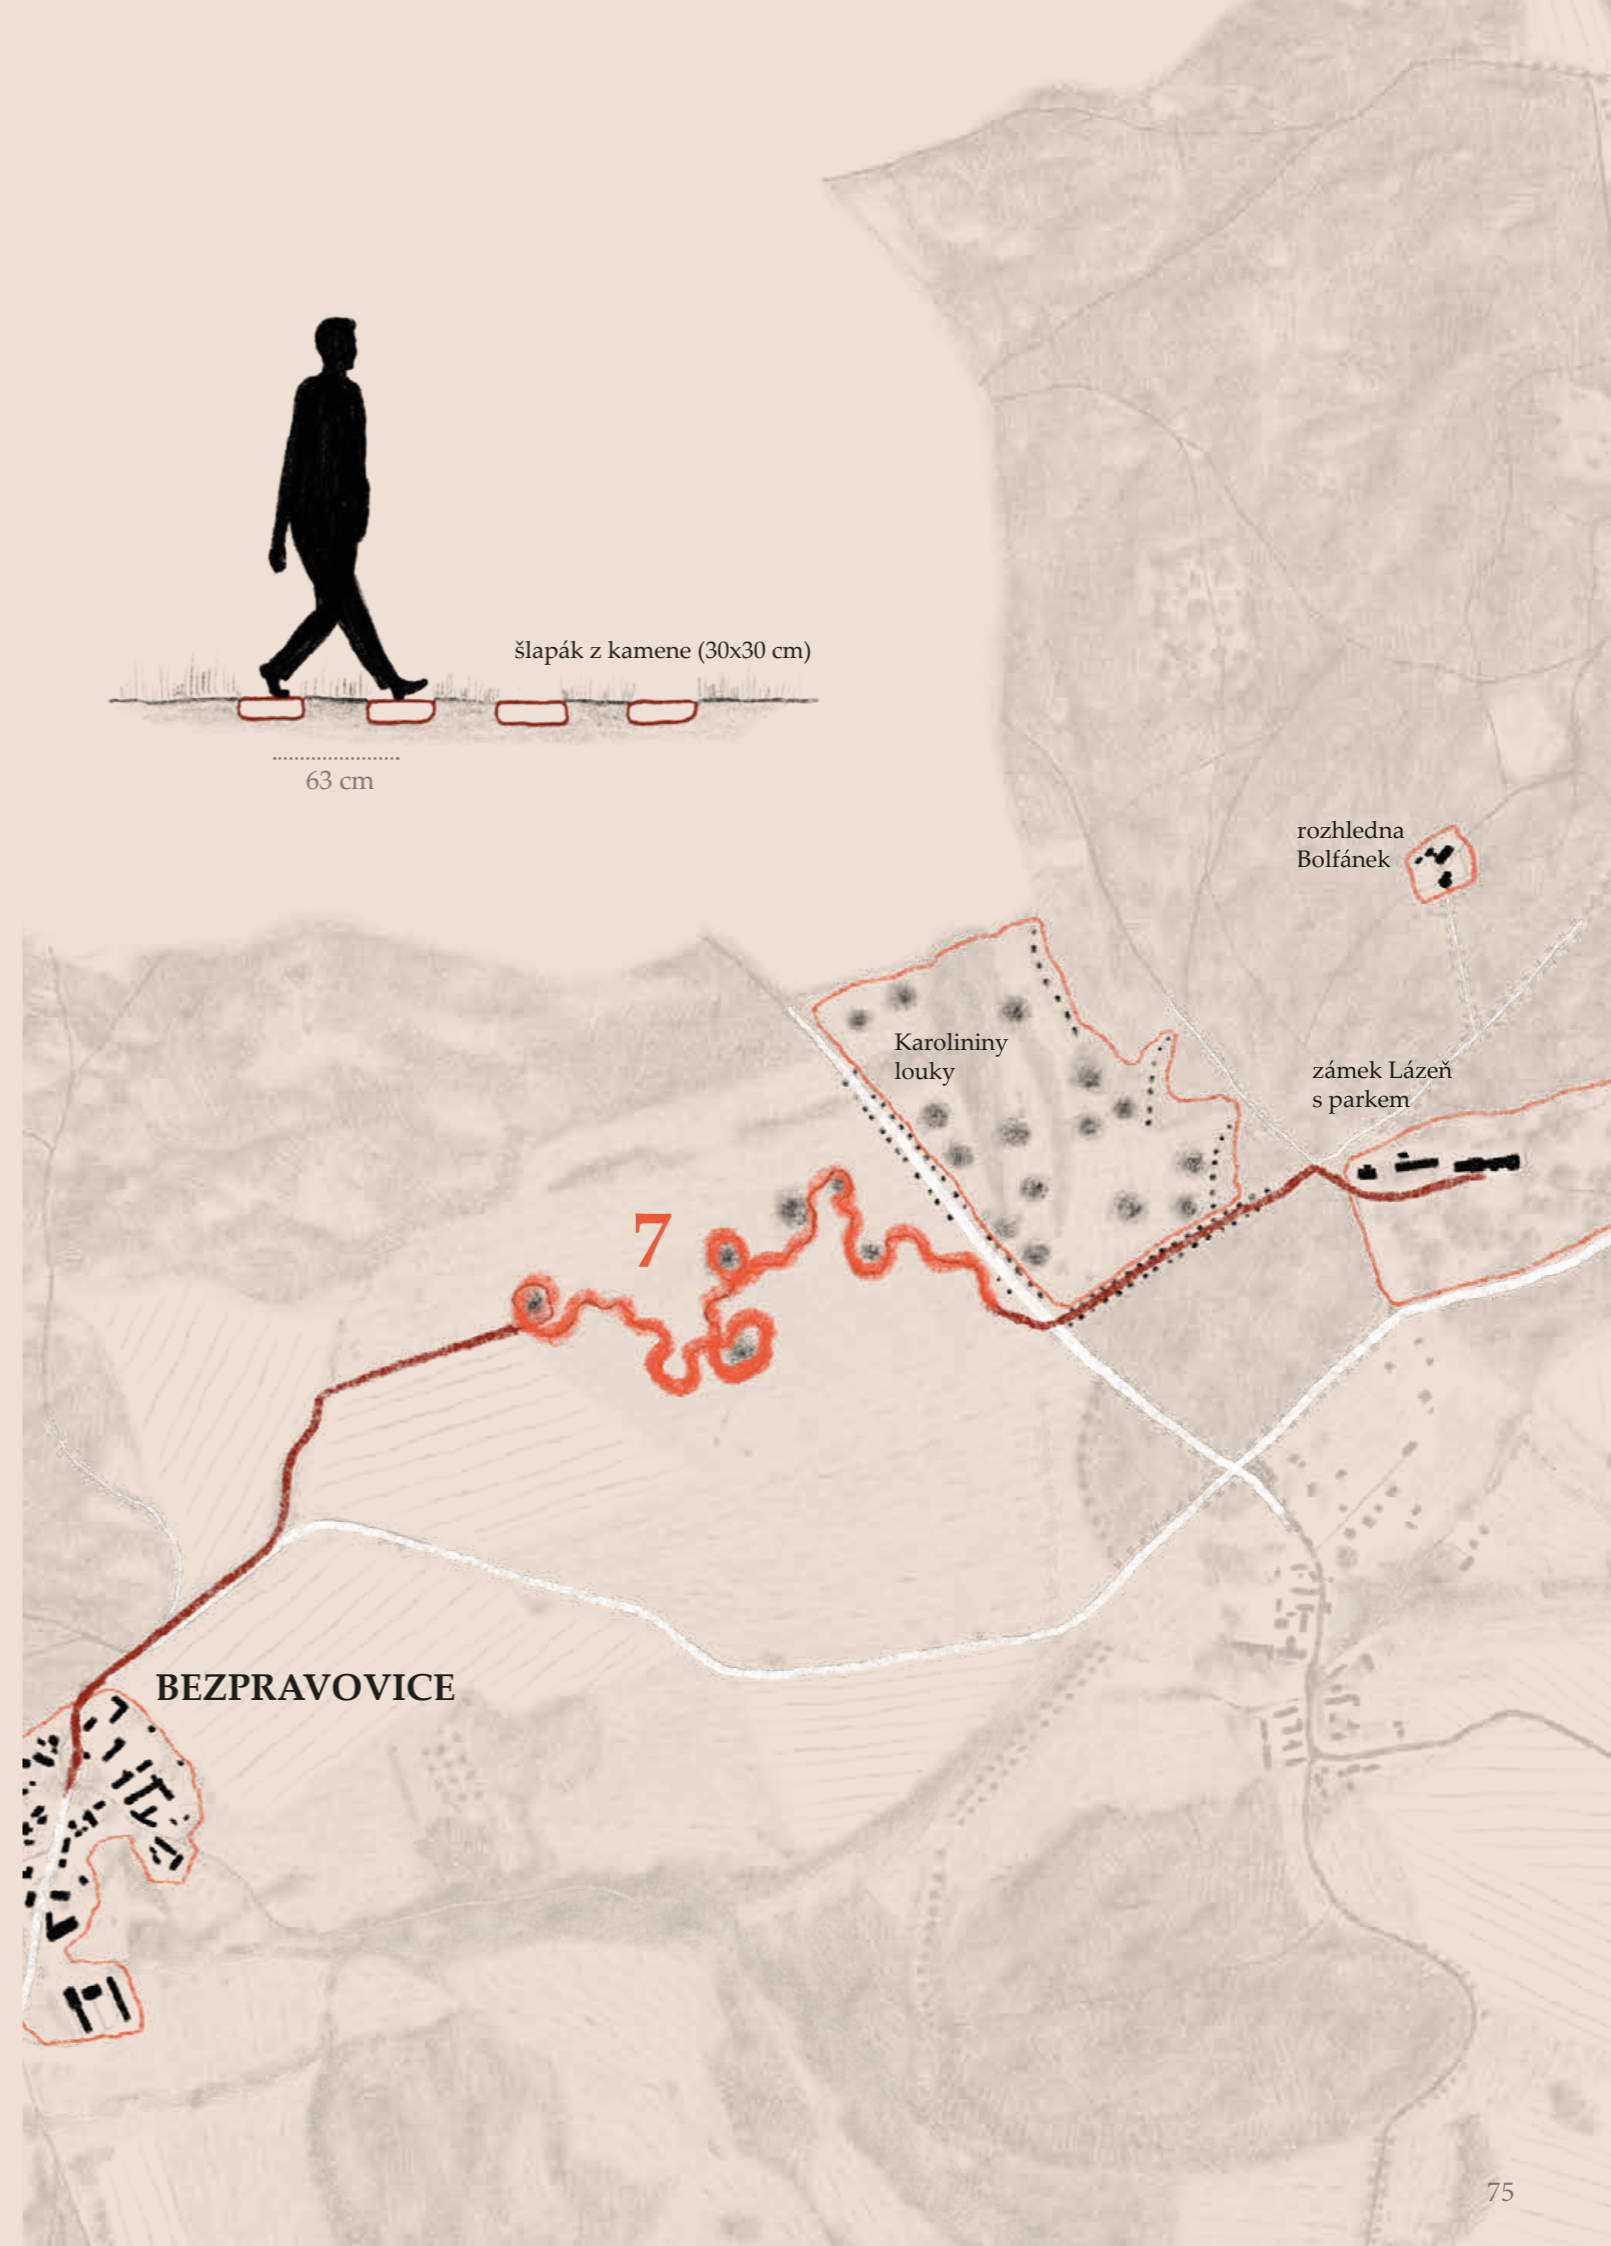 šlapák z kamene (30x30 cm)
63 cm
rozhledna
Bolfánek
Karolininy
louky
zámek Lázeň
s parkem
7
BEZPRAVOVICE
75